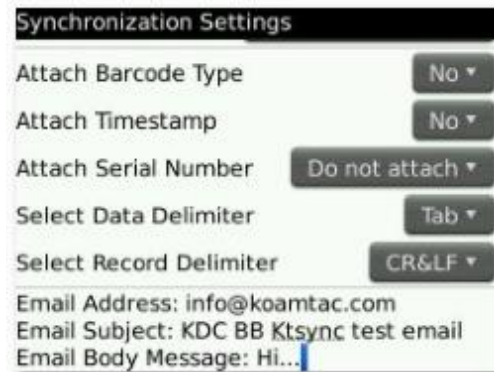 Synchronization Settings
Attach Barcode Type No
Attach Timestamp No
Attach Serial Number Do not attach
Select Data Delimiter Tab
Select Record Delimiter CR&LF
Email Address: info@koamtac.com
Email Subject: KDC BB Ktsync test email
Email Body Message: Hi...